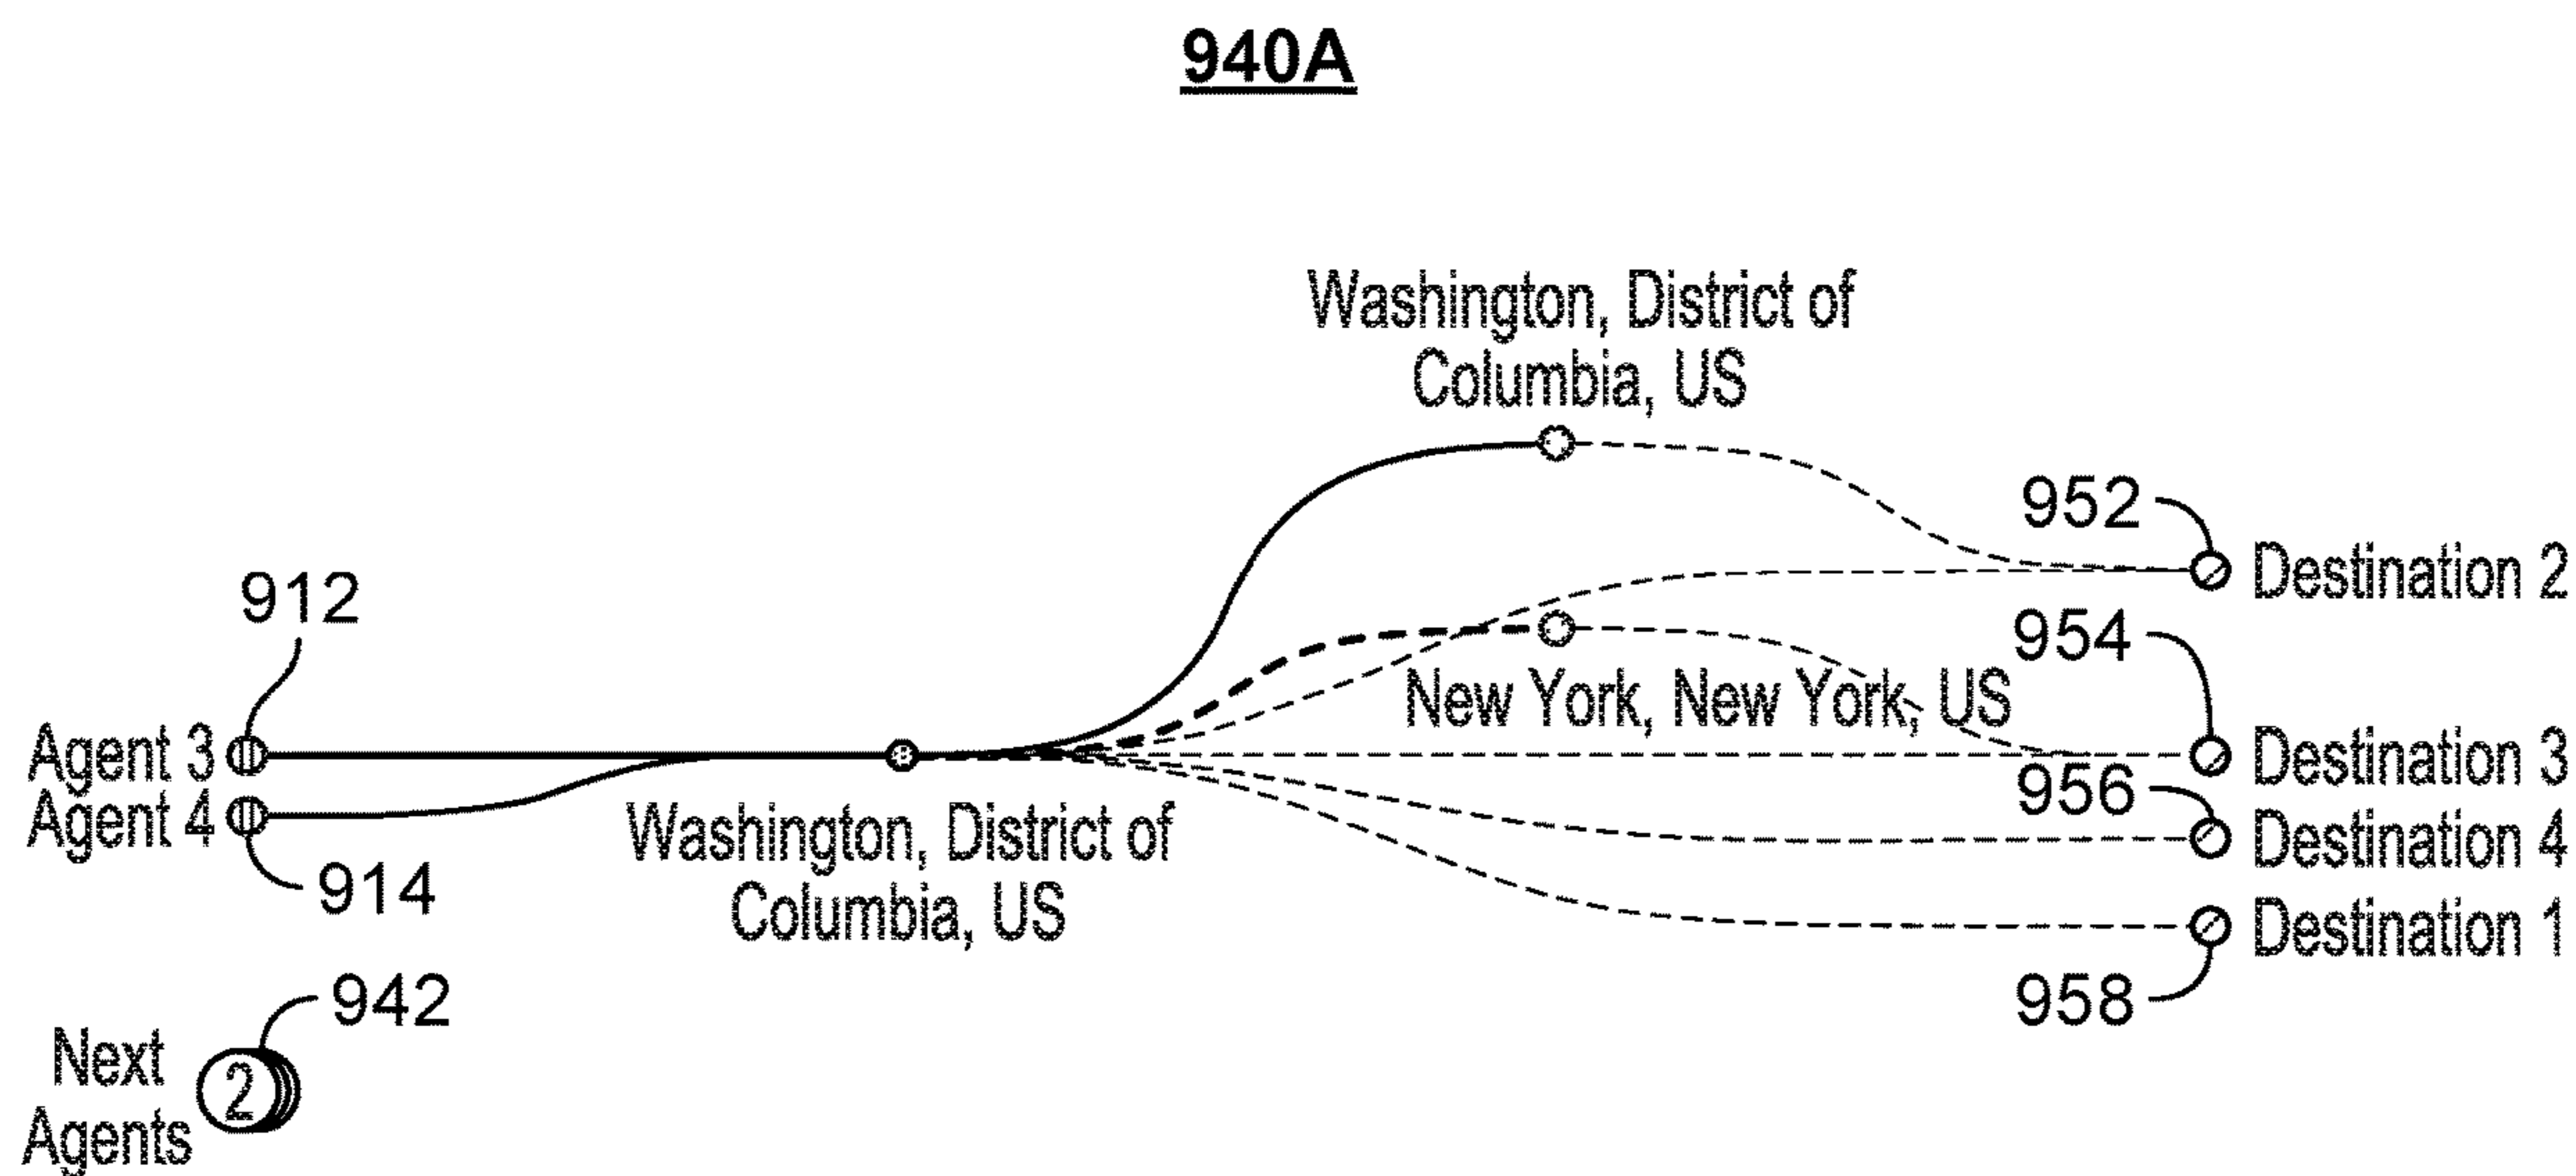 940A
Washington, District of
Columbia, US
952
Destination 2
912
954
New York, New York, US
Agent 3
Destination 3
956
Agent 4
Washington, District of
Columbia, US
Destination 4
914
Destination 1
958
942
Next
Agents
2